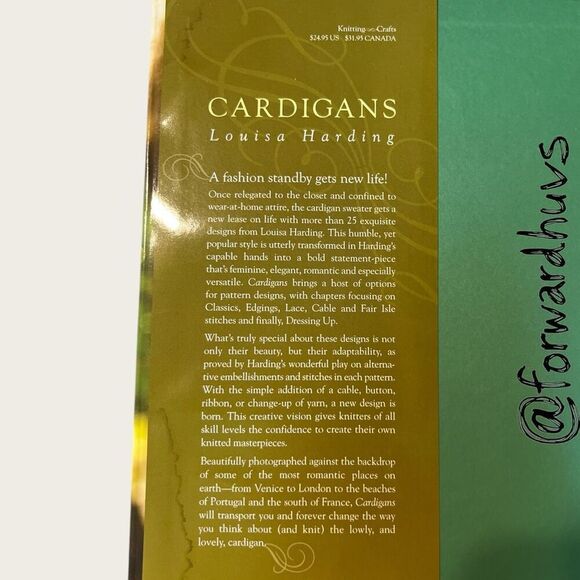 Knitting Crafts
$24.95 US $31.95 CANADA
CARDIGANS
Louisa Harding
A fashion standby gets new life!
Once relegated to the closet and confined to
wear-at-home attire, the cardigan sweater gets a
new lease on life with more than 25 exquisite
designs from Louisa Harding. This humble, yet
popular style is utterly transformed in Harding's
capable hands into a bold statement-piece
that's feminine, elegant, romantic and especially
versatile. Cardigans brings a host of options
for pattern designs, with chapters focusing on
Classics, Edgings, Lace, Cable and Fair Isle
stitches and finally, Dressing Up.
What's truly special about these designs is not
only their beauty, but their adaptability, as
proved by Harding's wonderful play on alterna-
tive embellishments and stitches in each pattern.
With the simple addition of a cable, button,
ribbon, or change-up of yarn, a new design is
born. This creative vision gives knitters of all
skill levels the confidence to create their own
knitted masterpieces.
Beautifully photographed against the backdrop
of some of the most romantic places on
earth—from Venice to London to the beaches
of Portugal and the south of France, Cardigans
will transport you and forever change the way
you think about (and knit) the lowly, and
lovely, cardigan.
@forwardhuvs